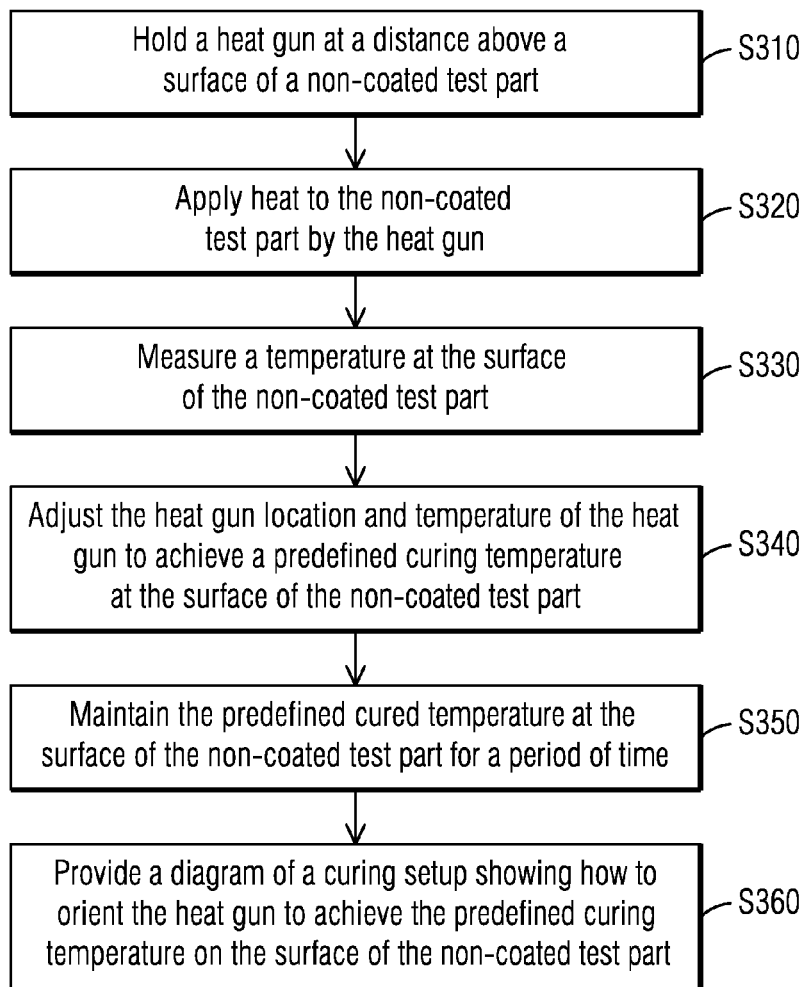 Hold a heat gun at a distance above a
surface of a non-coated test part
S310
Apply heat to the non-coated
test part by the heat gun
S320
Measure a temperature at the surface
of the non-coated test part
S330
Adjust the heat gun location and temperature of the heat
gun to achieve a predefined curing temperature
at the surface of the non-coated test part
S340
Maintain the predefined cured temperature at the
surface of the non-coated test part for a period of time
S350
Provide a diagram of a curing setup showing how to
orient the heat gun to achieve the predefined curing
temperature on the surface of the non-coated test part
S360